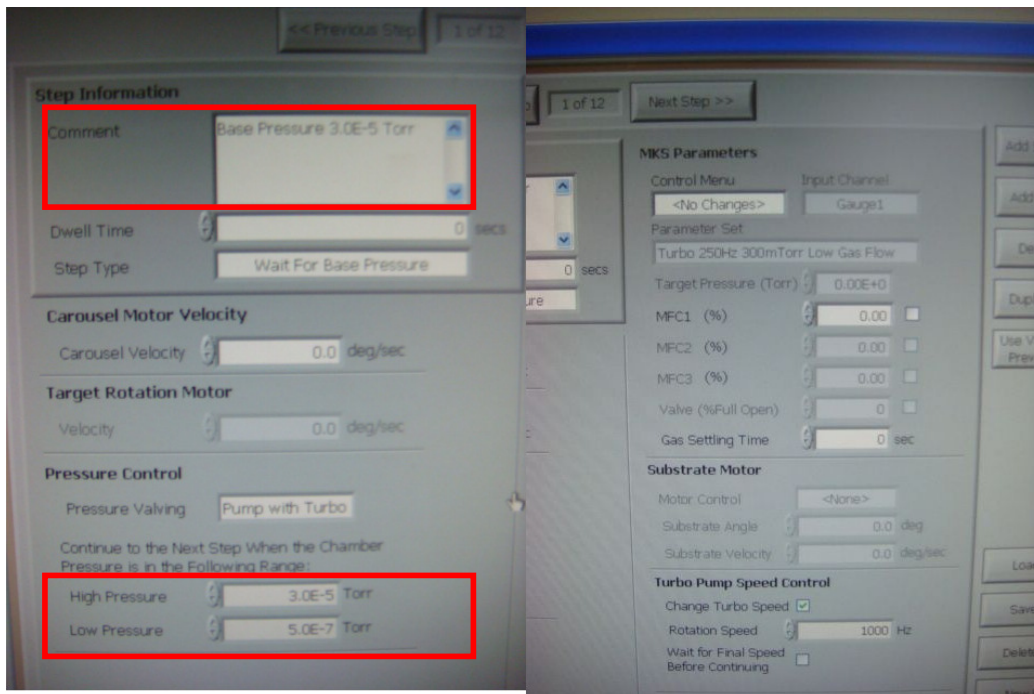 << Previous Step
1 of 12
Step Information
Comment
Base Pressure 3.0E-5 Torr
Dwell Time
0 secs
Step Type
Wait For Base Pressure
Carousel Motor Velocity
Carousel Velocity
0.0 deg/sec
Target Rotation Motor
Velocity
0.0 deg/sec
Pressure Control
Pressure Valving
Pump with Turbo
Continue to the Next Step When the Chamber
Pressure is in the Following Range:
High Pressure
3.0E-5 Torr
Low Pressure
5.0E-7 Torr
1 of 12
Next Step >>
0 secs
MKS Parameters
Control Menu
Input Channel
<No Changes>
Gauge1
Parameter Set
Turbo 250Hz 300mTorr Low Gas Flow
Target Pressure (Torr)
0.00E+0
MFC1 (%)
0.00
MFC2 (%)
0.00
MFC3 (%)
0.00
Valve (%Full Open)
0
Gas Settling Time
0 sec
Substrate Motor
Motor Control
<None>
Substrate Angle
0.0 deg
Substrate Velocity
0.0 deg/sec
Turbo Pump Speed Control
Change Turbo Speed
Rotation Speed
1000 Hz
Wait for Final Speed
Before Continuing
Add
Add
Use
Save
Delete